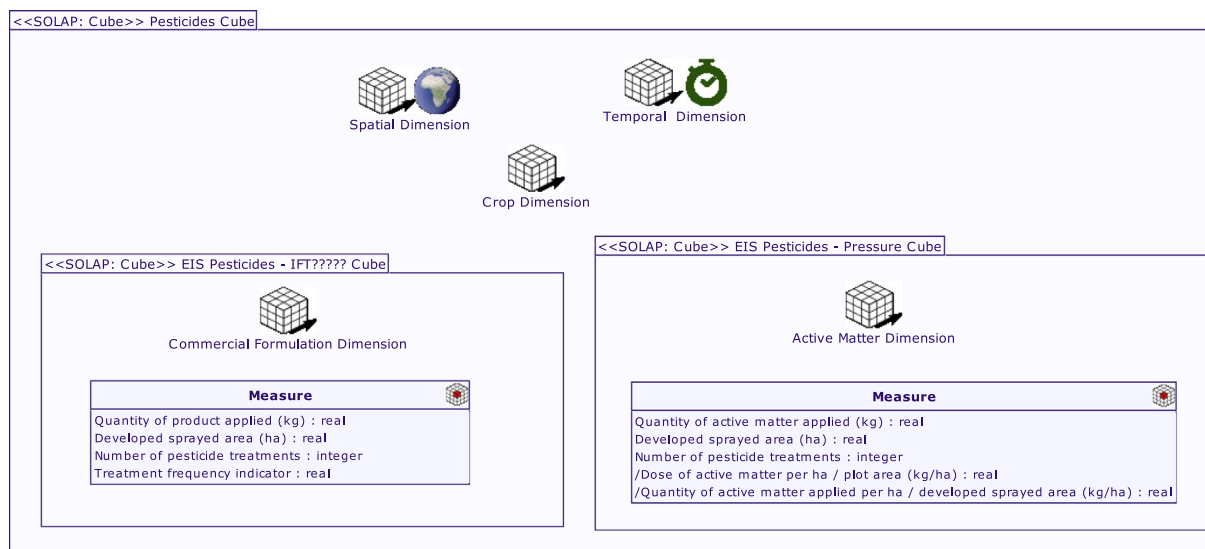 <<SOLAP: Cube>> Pesticides Cube
Spatial Dimension
Temporal Dimension
Crop Dimension
<<SOLAP: Cube>> EIS Pesticides - IFT????? Cube
Commercial Formulation Dimension
Measure
Quantity of product applied (kg) : real
Developed sprayed area (ha) : real
Number of pesticide treatments : integer
Treatment frequency indicator : real
<<SOLAP: Cube>> EIS Pesticides - Pressure Cube
Active Matter Dimension
Measure
Quantity of active matter applied (kg) : real
Developed sprayed area (ha) : real
Number of pesticide treatments : integer
/Dose of active matter per ha / plot area (kg/ha) : real
/Quantity of active matter applied per ha / developed sprayed area (kg/ha) : real